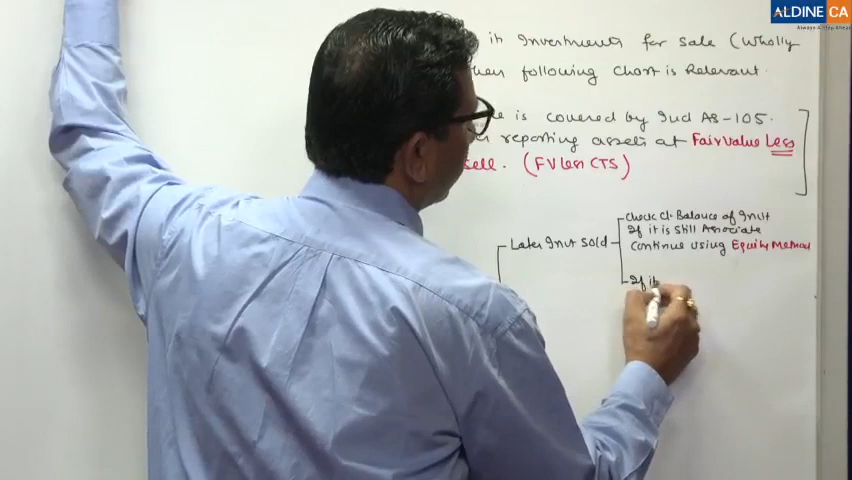 ALDINE CA
Always A Step Ahead
it Investments for sale (Wholly
following chart is Relevant.
is covered by Ind AS-105.
reporting assets at Fair Value Less
sell. (FV Less CTS)
Later Invt Sold
Check Cl. Balance of Invt
If it is still Associate
Continue using Equity Method
If it